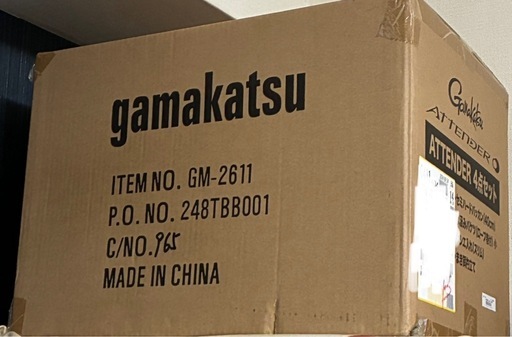 gamakatsu
ITEM NO. GM-2611
P.O. NO. 248TBB001
C/NO. 965
MADE IN CHINA
Gamakatsu
ATTENDER
ATTENDER 4点セット